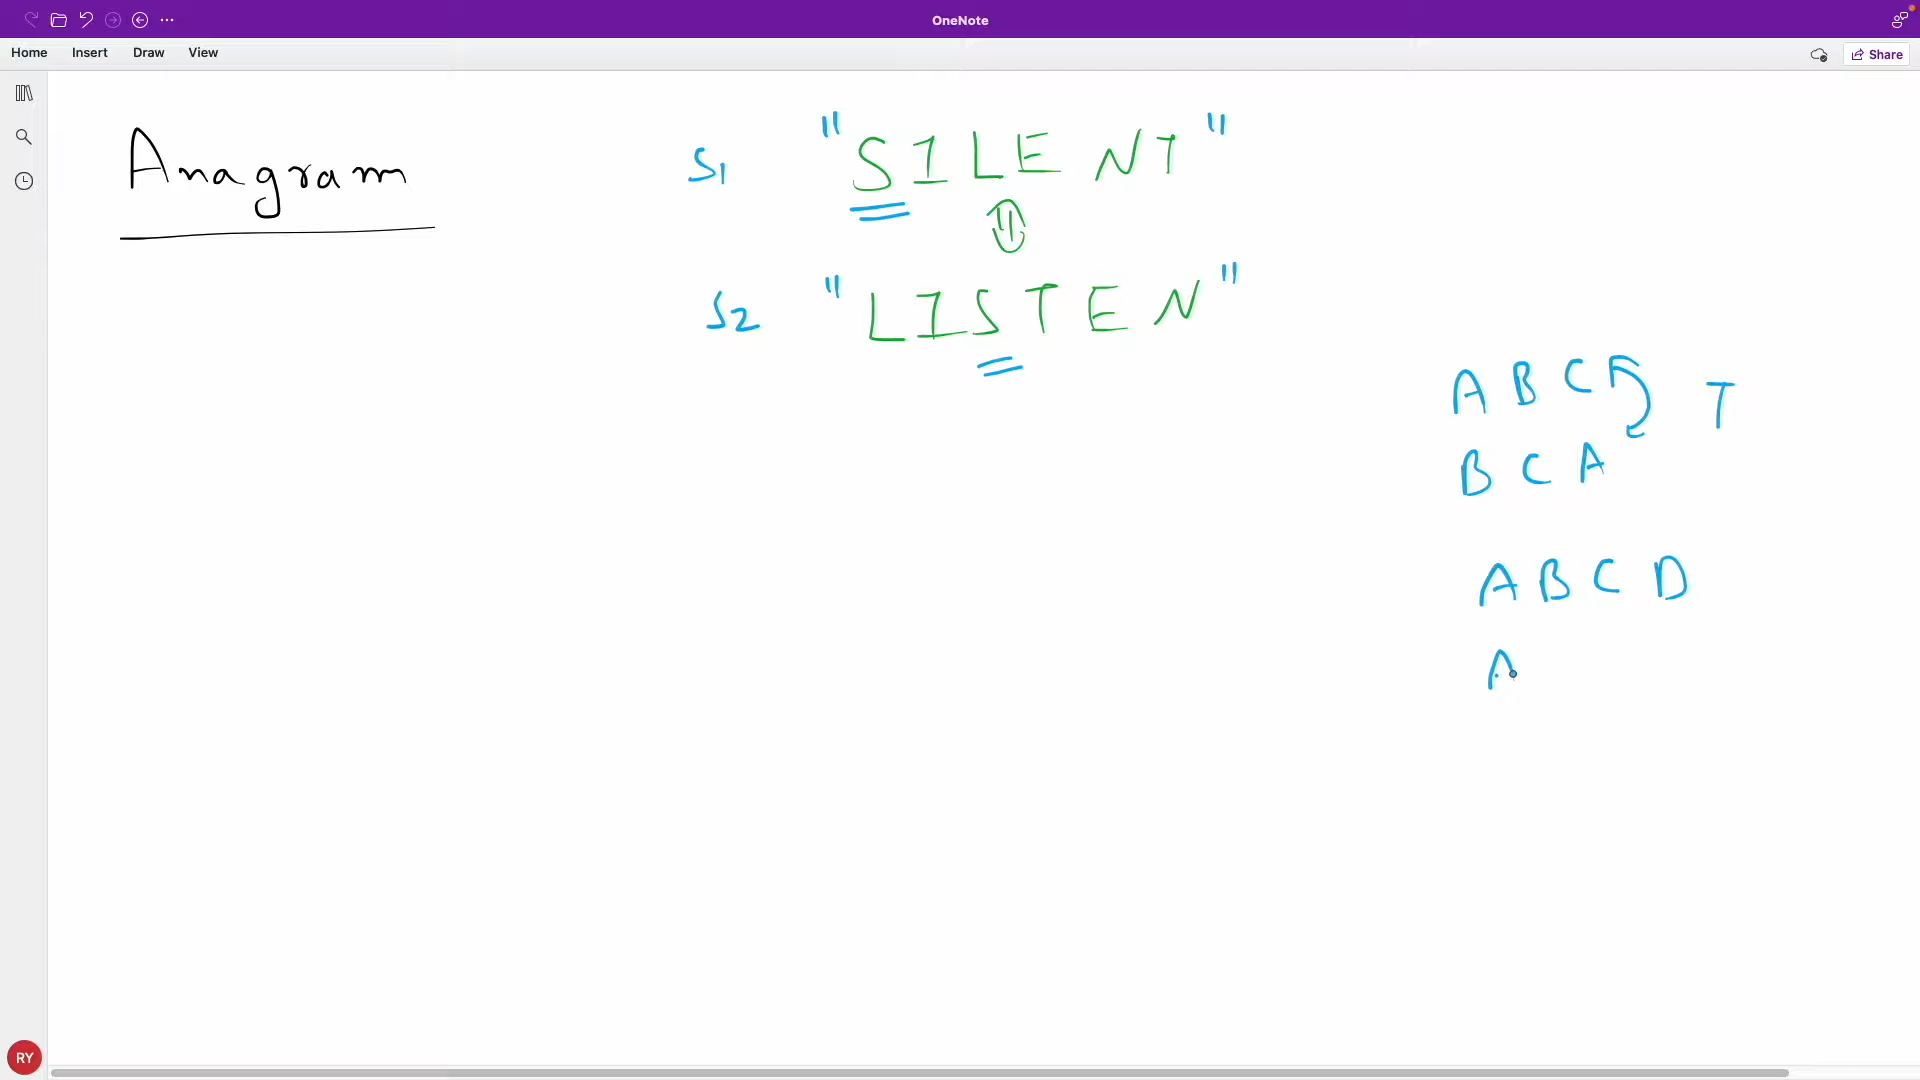 OneNote
Home Insert Draw View
Share
Anagram
S1 "SILENT"
S2 "LISTEN"
A B C T
B C A
A B C D
A
RY